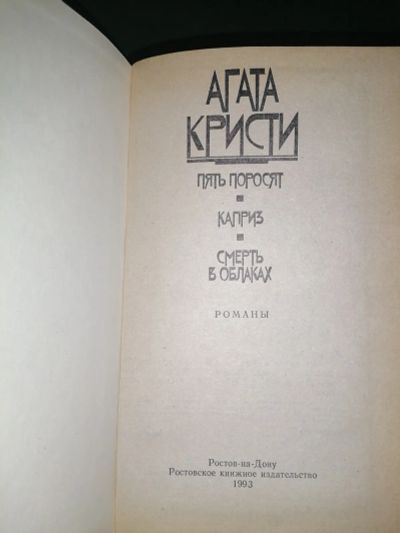 АГАТА
КРИСТИ
ПЯТЬ ПОРОСЯТ
КАПРИЗ
СМЕРТЬ
В ОБЛАКАХ
РОМАНЫ
Ростов-на-Дону
Ростовское книжное издательство
1993